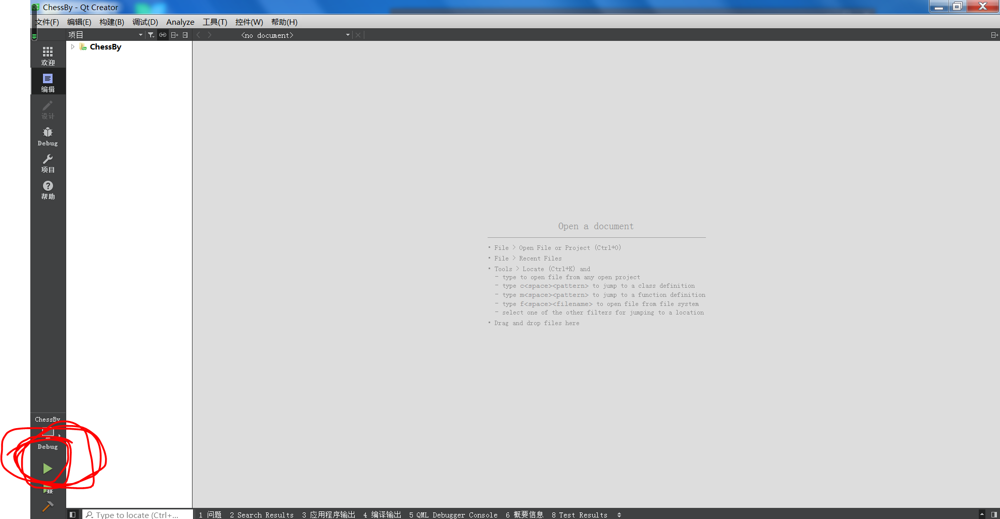 ChessBy - Qt Creator
文件(F) 编辑(E) 构建(B) 调试(D) Analyze 工具(T) 控件(W) 帮助(H)
项目 <no document>
欢迎
编辑
设计
Debug
项目
帮助
ChessBy
Open a document
• File > Open File or Project (Ctrl+O)
• File > Recent Files
• Tools > Locate (Ctrl+K) and
- type to open file from any open project
- type c<space><pattern> to jump to a class definition
- type m<space><pattern> to jump to a function definition
- type f<space><filename> to open file from file system
- select one of the other filters for jumping to a location
• Drag and drop files here
ChessBy
Debug
Type to locate (Ctrl+...
1 问题 2 Search Results 3 应用程序输出 4 编译输出 5 QML Debugger Console 6 概要信息 8 Test Results